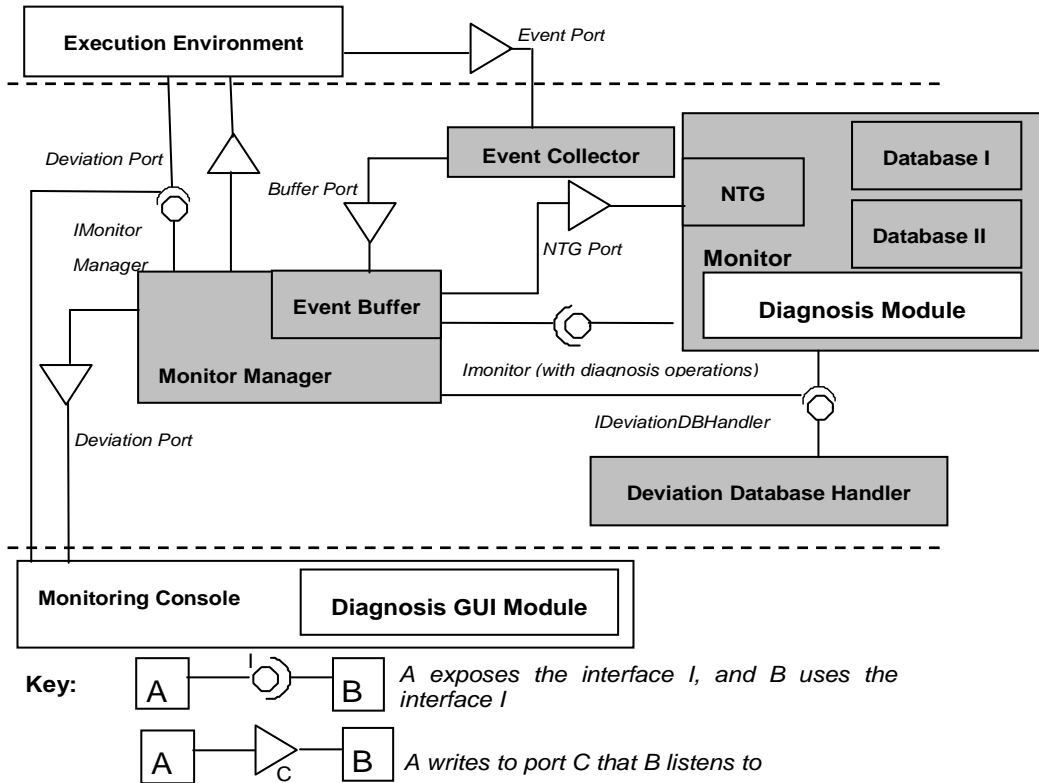 Execution Environment
Event Port
Deviation Port
Event Collector
Database I
Buffer Port
NTG
IMonitor
Manager
NTG Port
Database II
Monitor
Event Buffer
Diagnosis Module
Monitor Manager
Imonitor (with diagnosis operations)
IDeviationDBHandler
Deviation Port
Deviation Database Handler
Monitoring Console
Diagnosis GUI Module
Key:
A
I
B
A exposes the interface I, and B uses the
interface I
A
C
B
A writes to port C that B listens to